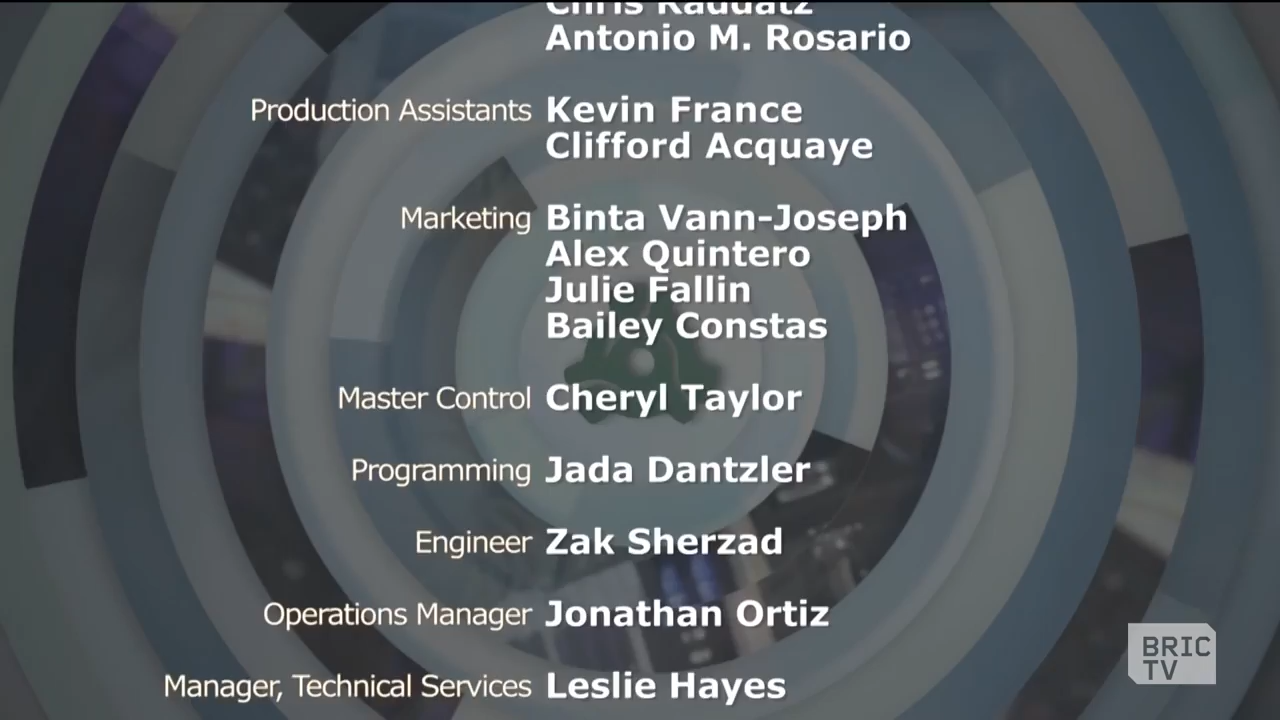 Chris Raddatz
Antonio M. Rosario
Production Assistants Kevin France
Clifford Acquaye
Marketing Binta Vann-Joseph
Alex Quintero
Julie Fallin
Bailey Constas
Master Control Cheryl Taylor
Programming Jada Dantzler
Engineer Zak Sherzad
Operations Manager Jonathan Ortiz
Manager, Technical Services Leslie Hayes
BRIC
TV